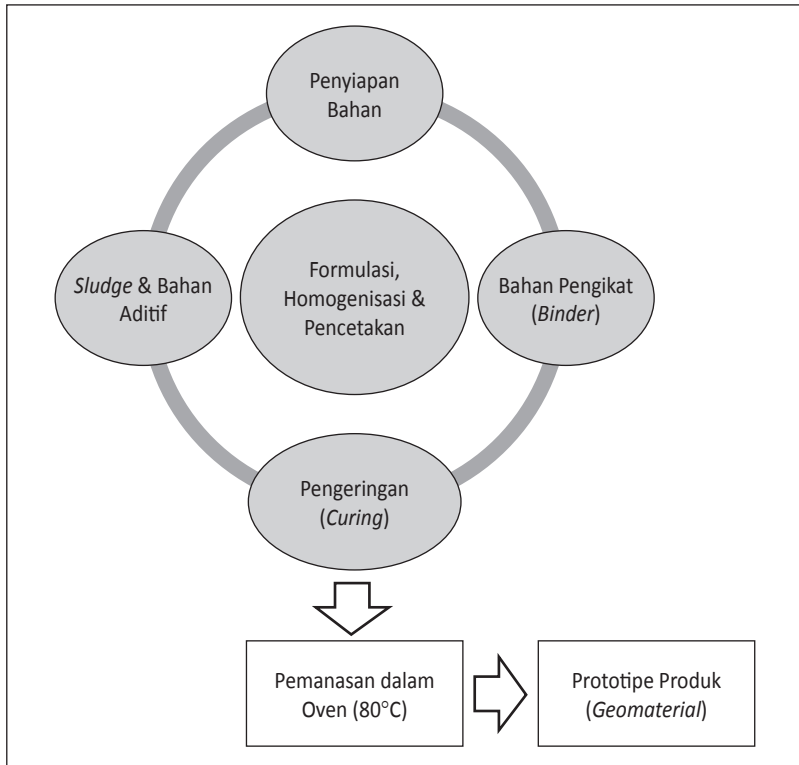 Penyiapan
Bahan
Sludge & Bahan
Aditif
Formulasi,
Homogenisasi &
Pencetakan
Bahan Pengikat
(Binder)
Pengeringan
(Curing)
Pemanasan dalam
Oven (80°C)
Prototipe Produk
(Geomaterial)